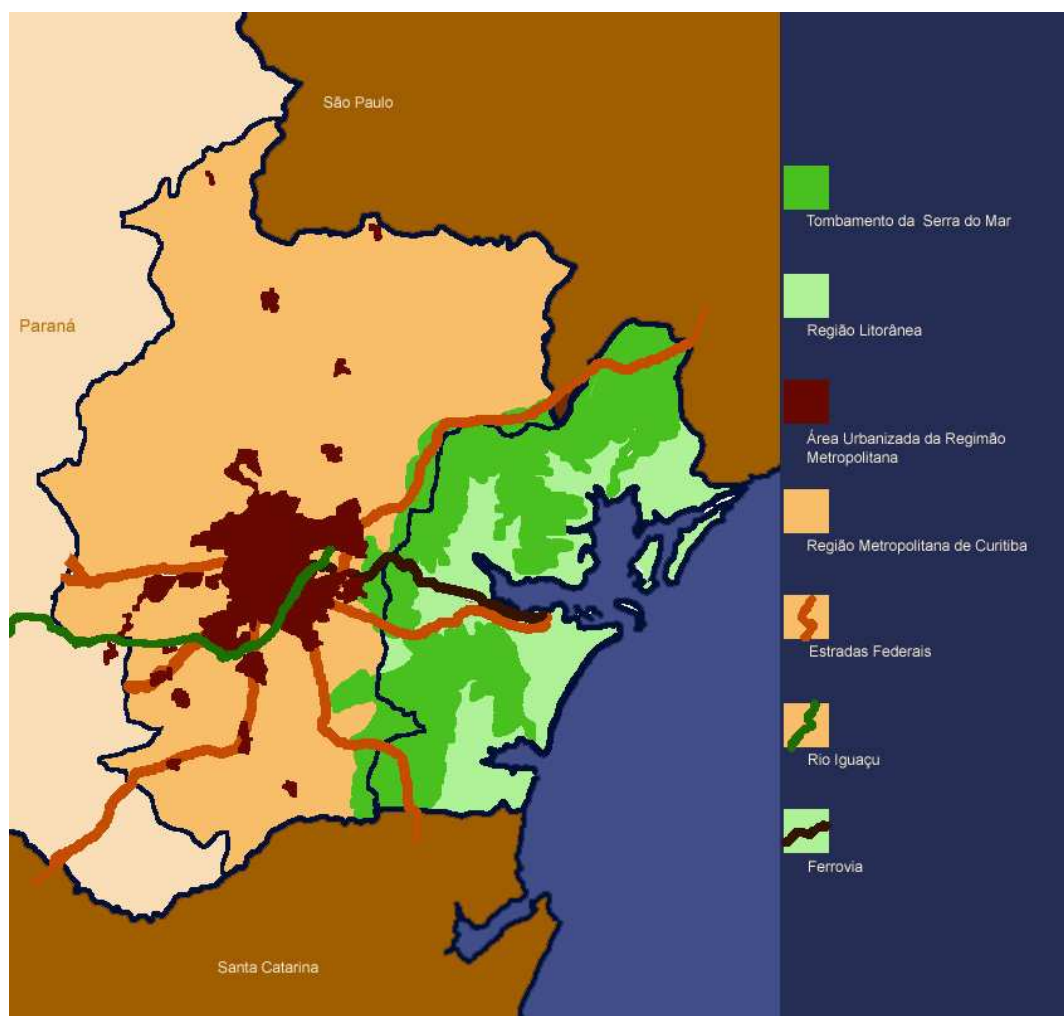 São Paulo
Paraná
Santa Catarina
Tombamento da Serra do Mar
Região Litorânea
Área Urbanizada da Regimão
Metropolitana
Região Metropolitana de Curitiba
Estradas Federais
Rio Iguaçu
Ferrovia